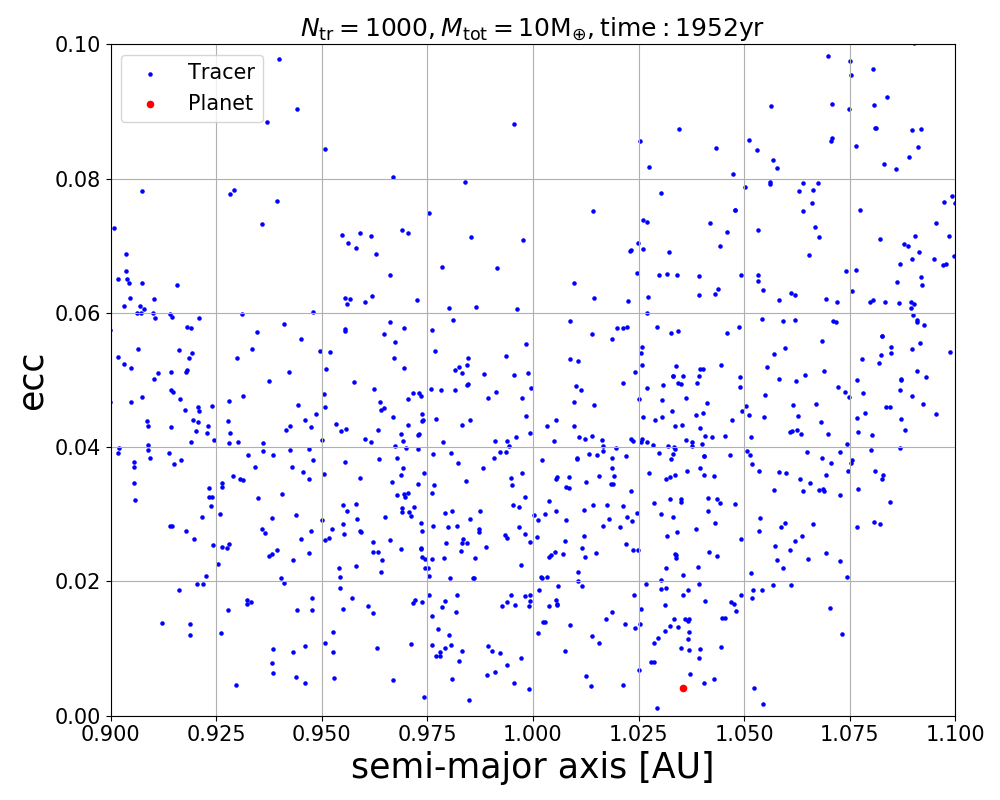 N_tr = 1000, M_tot = 10M_⊕, time : 1952yr
Tracer
Planet
0.10
0.08
0.06
0.04
0.02
0.00
ecc
0.900 0.925 0.950 0.975 1.000 1.025 1.050 1.075 1.100
semi-major axis [AU]